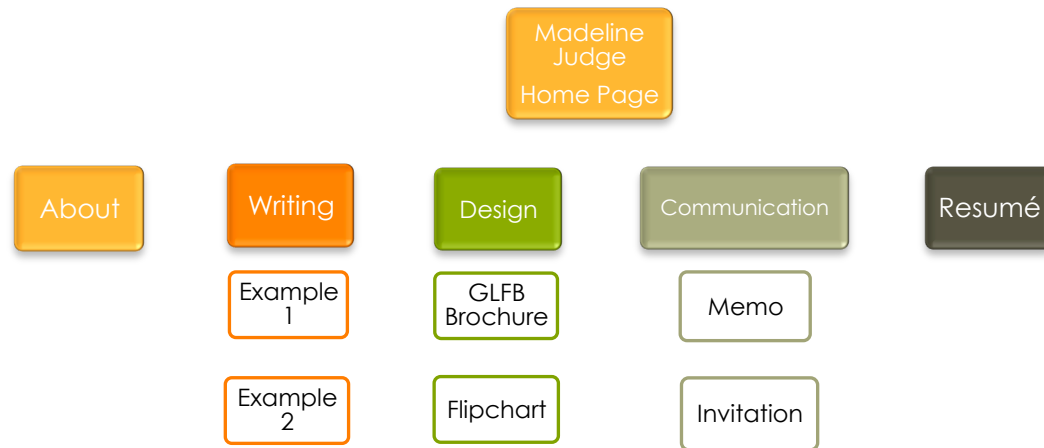 Madeline
Judge
Home Page
About
Writing
Design
Communication
Resumé
Example
1
GLFB
Brochure
Memo
Example
2
Flipchart
Invitation